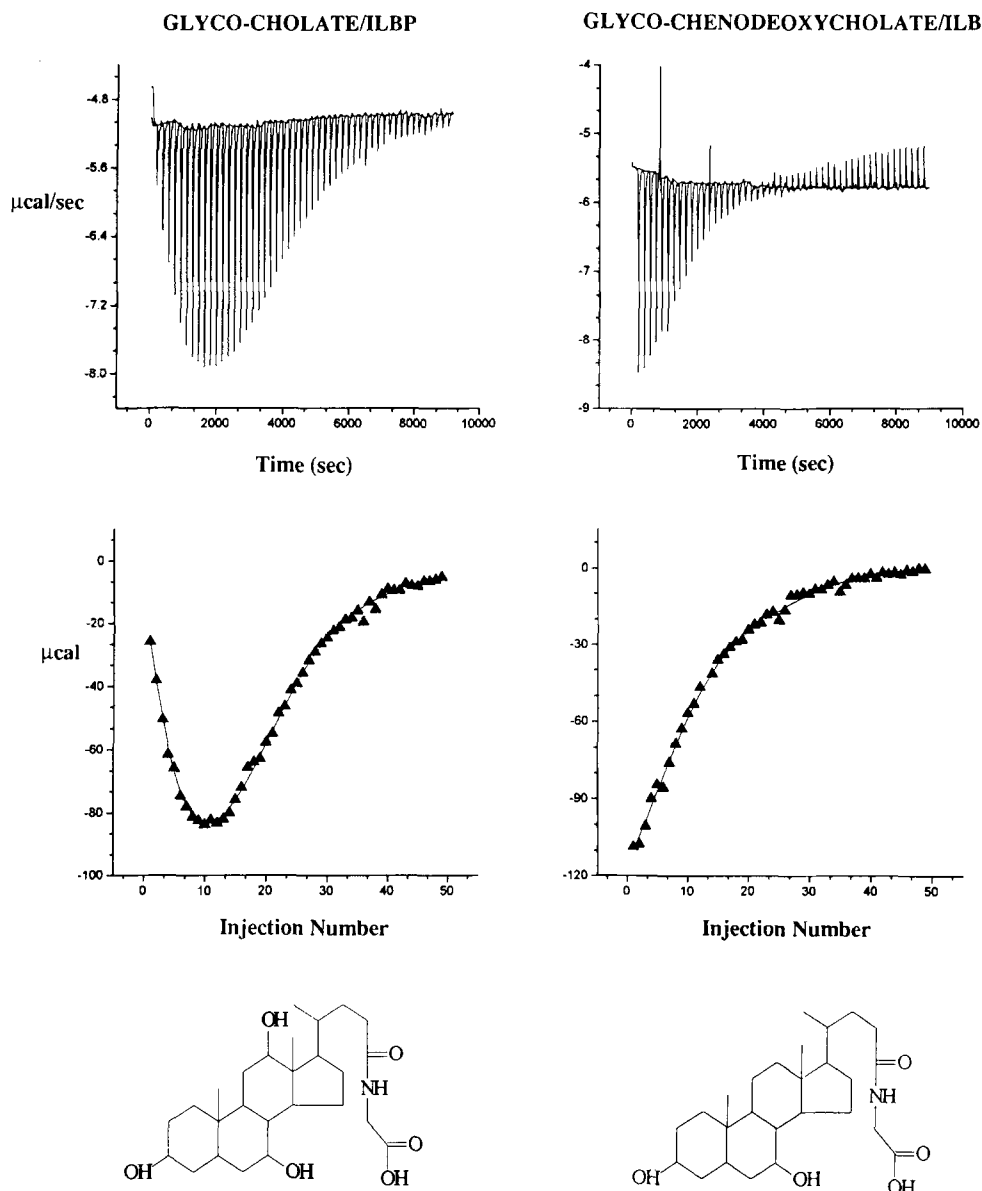 GLYCO-CHOLATE/ILBP
GLYCO-CHENODEOXYCHOLATE/ILB
-4.8
-5.6
-6.4
-7.2
-8.0
μcal/sec
0 2000 4000 6000 8000 10000
Time (sec)
-4
-5
-6
-7
-8
-9
0 2000 4000 6000 8000 10000
Time (sec)
0
-20
-40
-60
-80
-100
μcal
0 10 20 30 40 50
Injection Number
0
-30
-60
-90
-120
0 10 20 30 40 50
Injection Number
OH
O
NH
O
OH
OH
OH
O
NH
O
OH
OH
OH